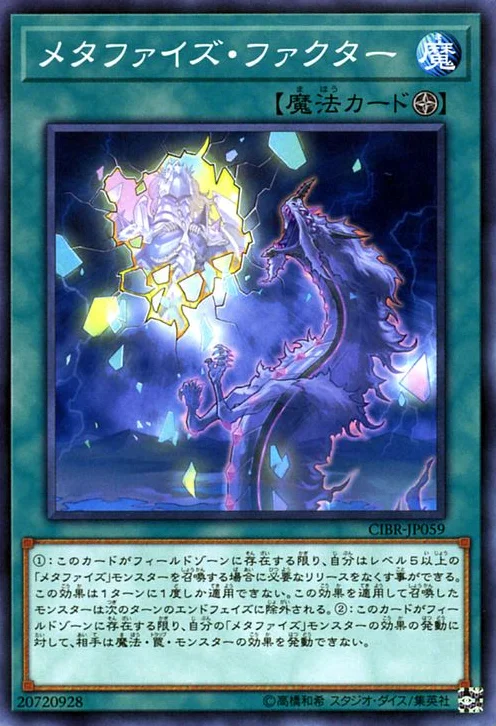 メタファイズ・ファクター
魔
【魔法カード】
CIBR-JP059
①：このカードがフィールドゾーンに存在する限り、自分はレベル５以上の
「メタファイズ」モンスターを召喚する場合に必要なリリースをなくす事ができる。
この効果は１ターンに１度しか適用できない。この効果を適用して召喚した
モンスターは次のターンのエンドフェイズに除外される。②：このカードがフィ
ールドゾーンに存在する限り、自分の「メタファイズ」モンスターの効果の発動に
対して、相手は魔法・罠・モンスターの効果を発動できない。
20720928
©高橋和希 スタジオ・ダイス/集英社